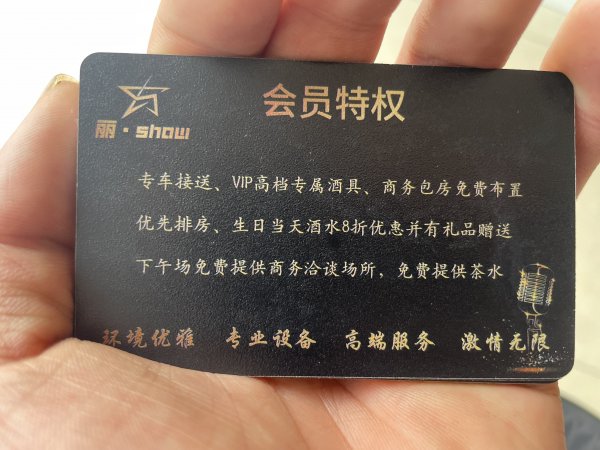 会员特权
丽·show
专车接送、VIP高档专属酒具、商务包房免费布置
优先排房、生日当天酒水8折优惠并有礼品赠送
下午场免费提供商务洽谈场所，免费提供茶水
环境优雅 专业设备 高端服务 激情无限